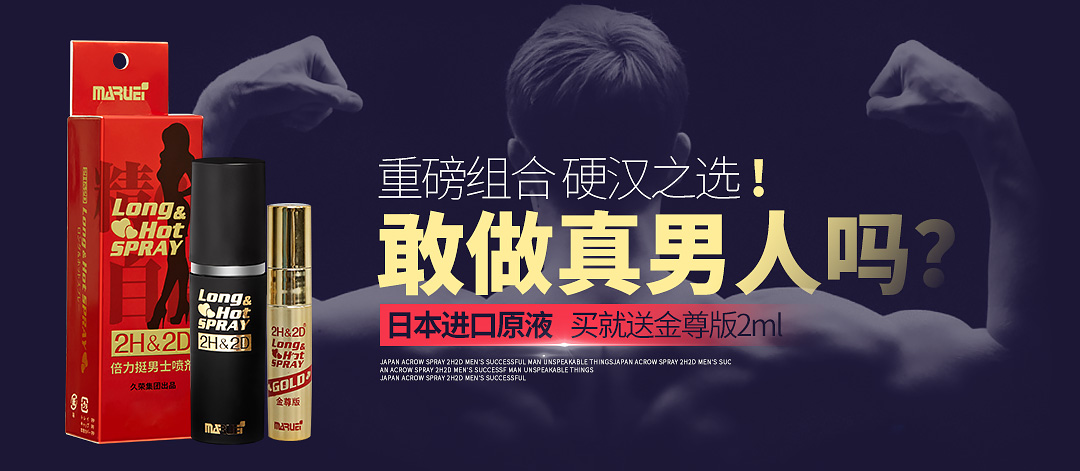 MARUEI
Long &
Hot
SPRAY
2H&2D
倍力挺男士喷剂
久荣集团出品
Long &
Hot
SPRAY
2H&2D
MARUEI
2H&2D
Long &
Hot
SPRAY
GOLD
金尊版
MARUEI
重磅组合 硬汉之选！
敢做真男人吗？
日本进口原液 买就送金尊版2ml
JAPAN ACROW SPRAY 2H2D MEN'S SUCCESSFUL MAN UNSPEAKABLE THINGSJAPAN ACROW SPRAY 2H2D MEN'S SUC
AN ACROW SPRAY 2H2D MEN'S SUCCESSF MAN UNSPEAKABLE THINGS
JAPAN ACROW SPRAY 2H2D MEN'S SUCCESSFUL